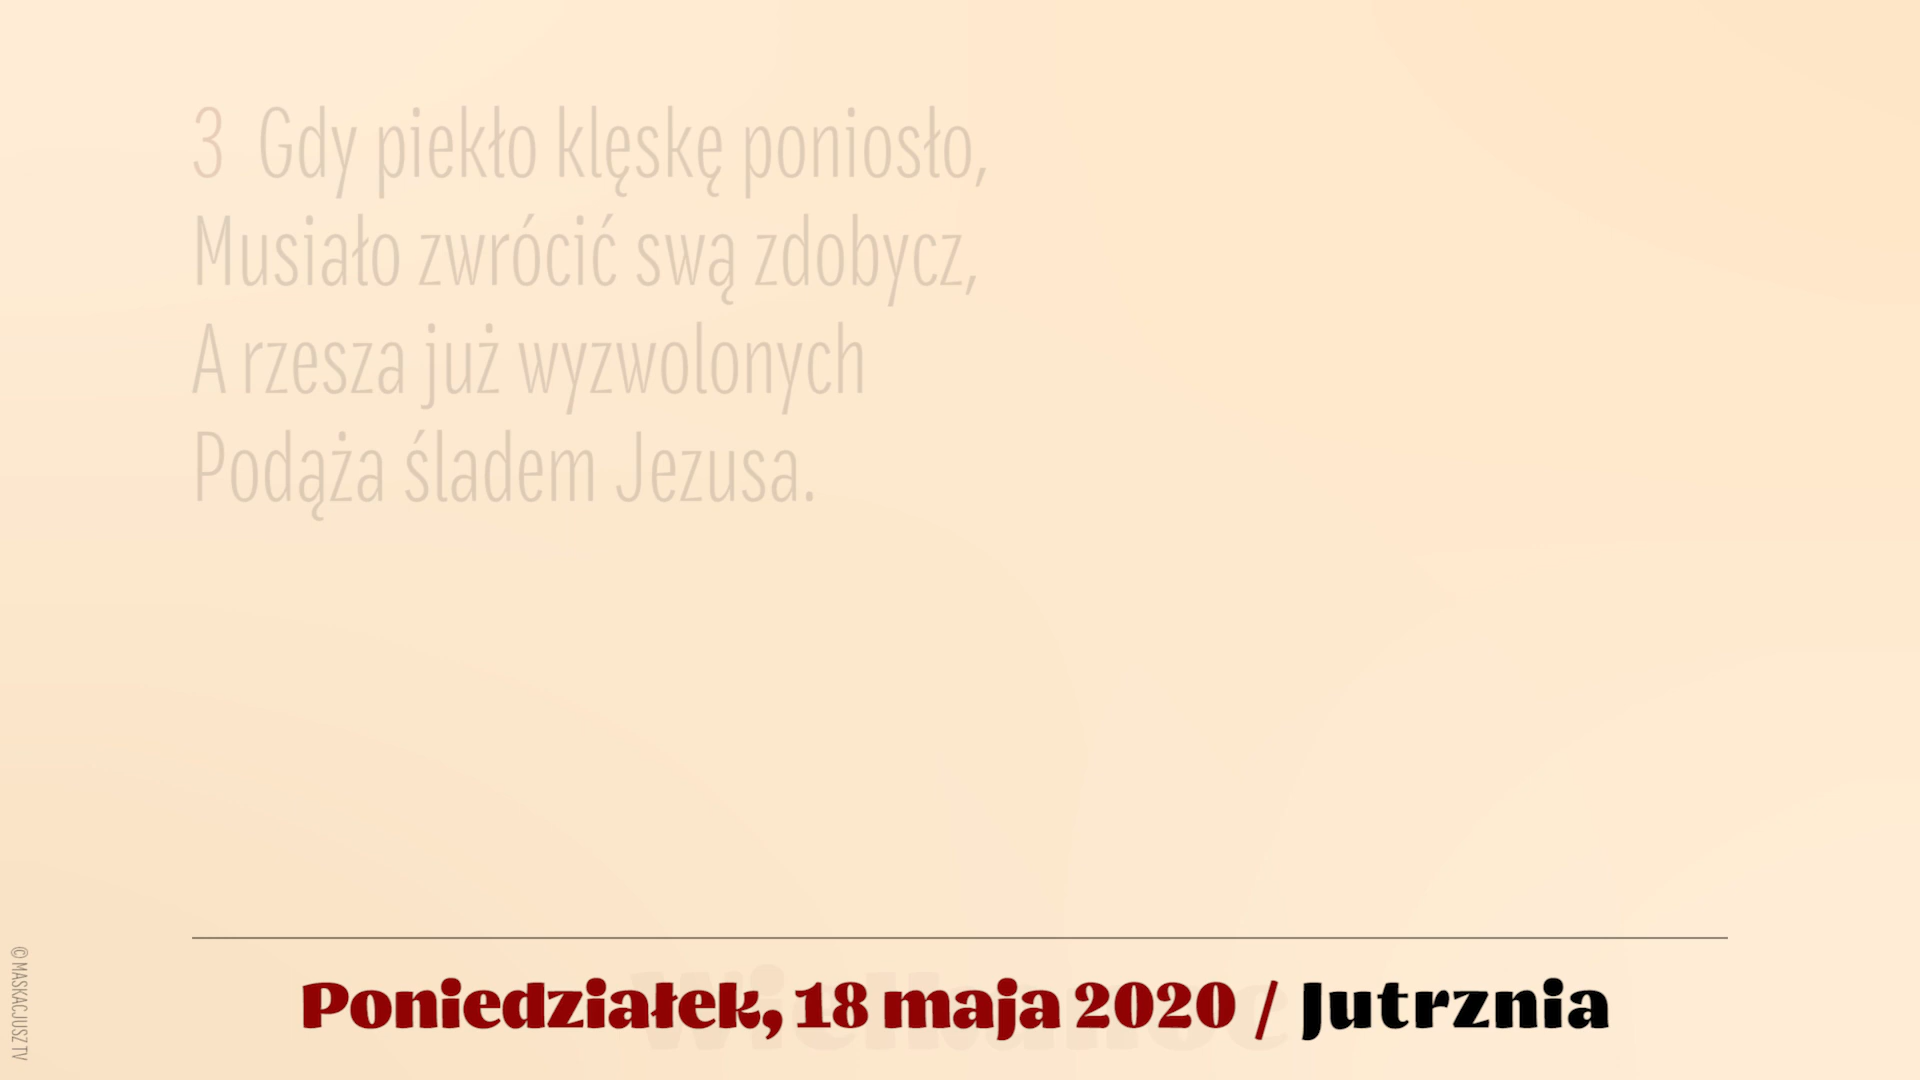 3 Gdy piekło klęskę poniosło,
Musiało zwrócić swą zdobycz,
A rzesza już wyzwolonych
Podąża śladem Jezusa.
Poniedziałek, 18 maja 2020 / Jutrznia
© MASKACJUSZ TV